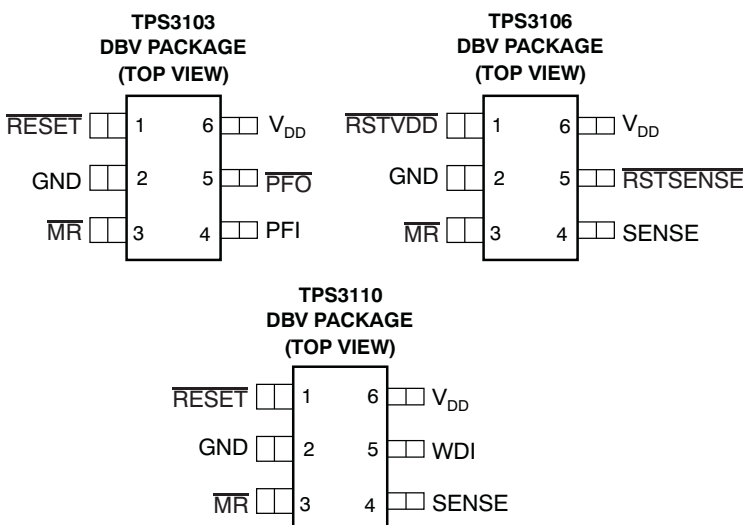 TPS3103
DBV PACKAGE
(TOP VIEW)
RESET 1 6 VDD
GND 2 5 PFO
MR 3 4 PFI
TPS3106
DBV PACKAGE
(TOP VIEW)
RSTVDD 1 6 VDD
GND 2 5 RSTSENSE
MR 3 4 SENSE
TPS3110
DBV PACKAGE
(TOP VIEW)
RESET 1 6 VDD
GND 2 5 WDI
MR 3 4 SENSE